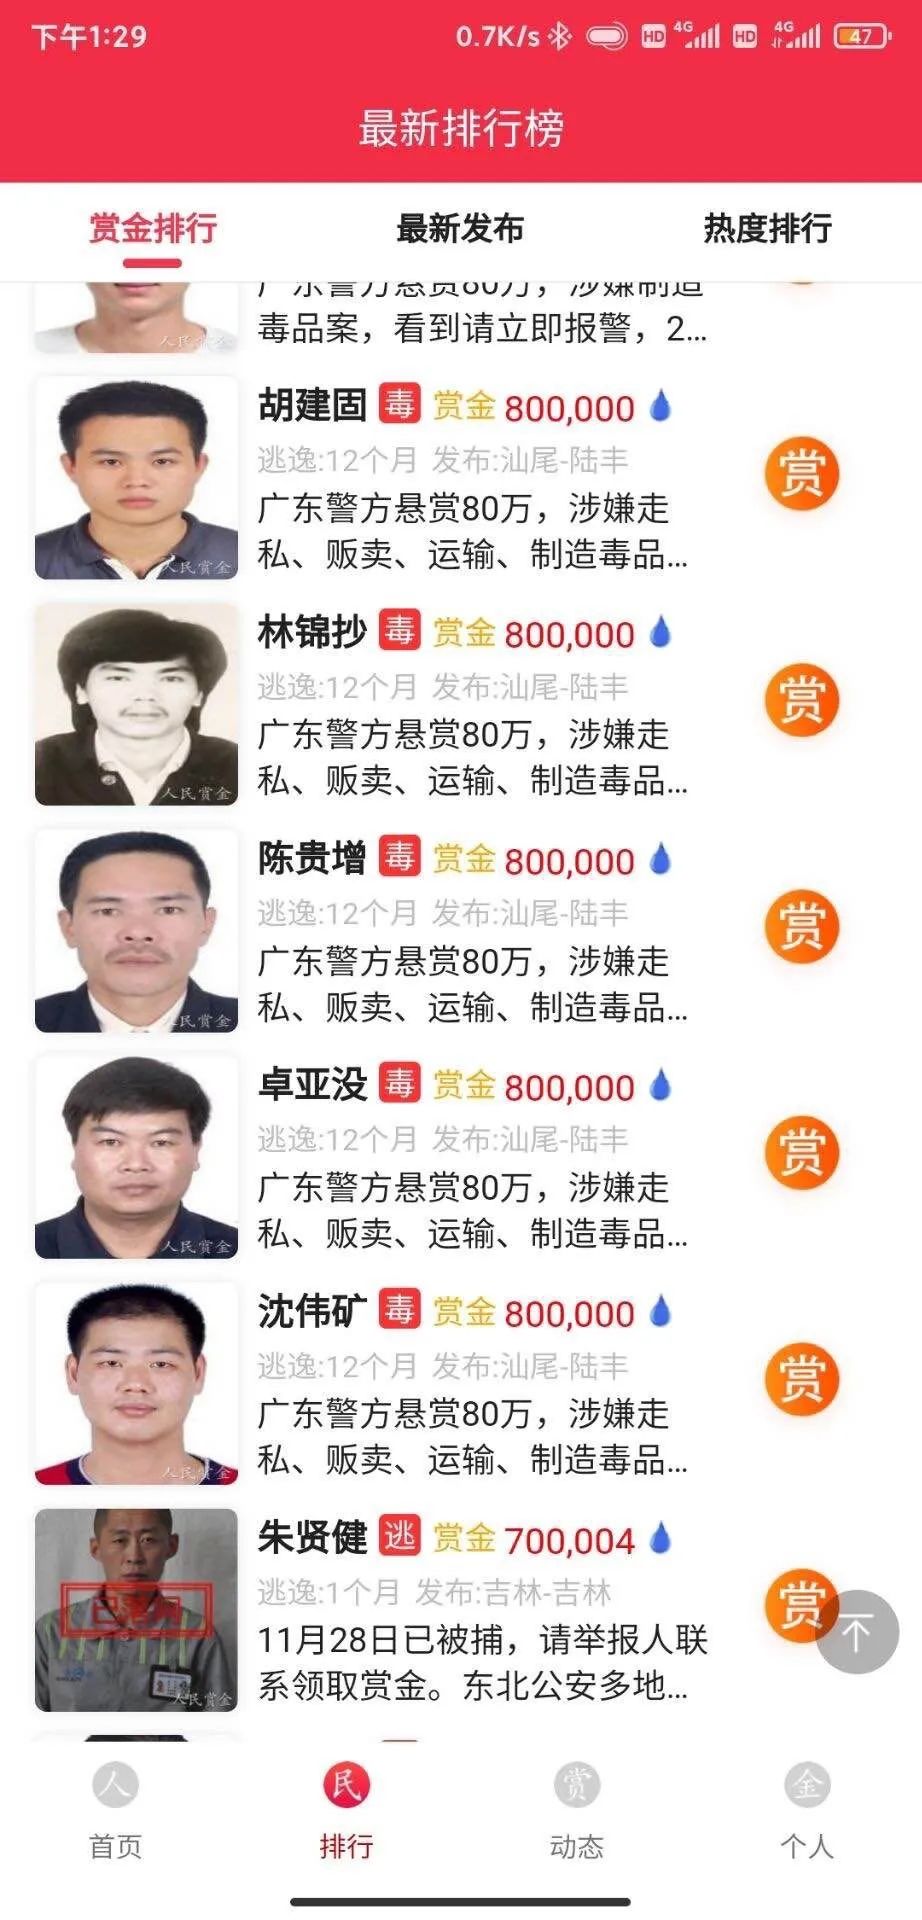 下午1:29
0.7K/s HD 4G HD 4G 47
最新排行榜
赏金排行 最新发布 热度排行
广东警方悬赏80万，涉嫌制造
毒品案，看到请立即报警，2...
人民赏金
胡建固 毒 赏金 800,000
逃逸:12个月 发布:汕尾-陆丰
赏
广东警方悬赏80万，涉嫌走
私、贩卖、运输、制造毒品...
人民赏金
林锦抄 毒 赏金 800,000
逃逸:12个月 发布:汕尾-陆丰
赏
广东警方悬赏80万，涉嫌走
私、贩卖、运输、制造毒品...
人民赏金
陈贵增 毒 赏金 800,000
逃逸:12个月 发布:汕尾-陆丰
赏
广东警方悬赏80万，涉嫌走
私、贩卖、运输、制造毒品...
人民赏金
卓亚没 毒 赏金 800,000
逃逸:12个月 发布:汕尾-陆丰
赏
广东警方悬赏80万，涉嫌走
私、贩卖、运输、制造毒品...
人民赏金
沈伟矿 毒 赏金 800,000
逃逸:12个月 发布:汕尾-陆丰
赏
广东警方悬赏80万，涉嫌走
私、贩卖、运输、制造毒品...
人民赏金
朱贤健 逃 赏金 700,004
逃逸:1个月 发布:吉林-吉林
赏
11月28日已被捕，请举报人联
系领取赏金。东北公安多地...
人民赏金
人 民 赏 金
首页 排行 动态 个人